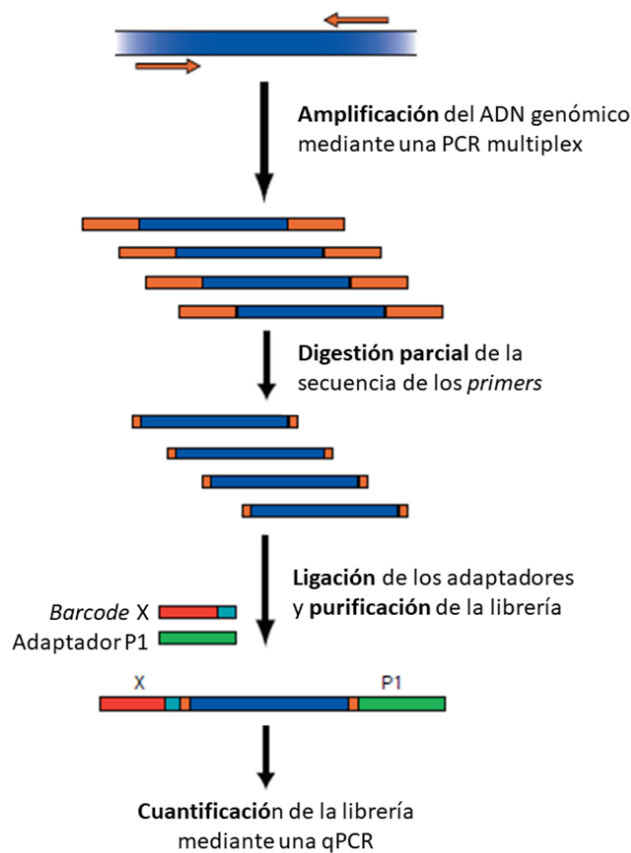 Amplificación del ADN genómico
mediante una PCR multiplex
Digestión parcial de la
secuencia de los primers
Ligación de los adaptadores
y purificación de la librería
Barcode X
Adaptador P1
X
P1
Cuantificación de la librería
mediante una qPCR